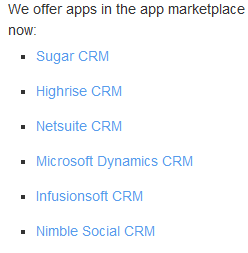 We offer apps in the app marketplace
now:
Sugar CRM
Highrise CRM
Netsuite CRM
Microsoft Dynamics CRM
Infusionsoft CRM
Nimble Social CRM